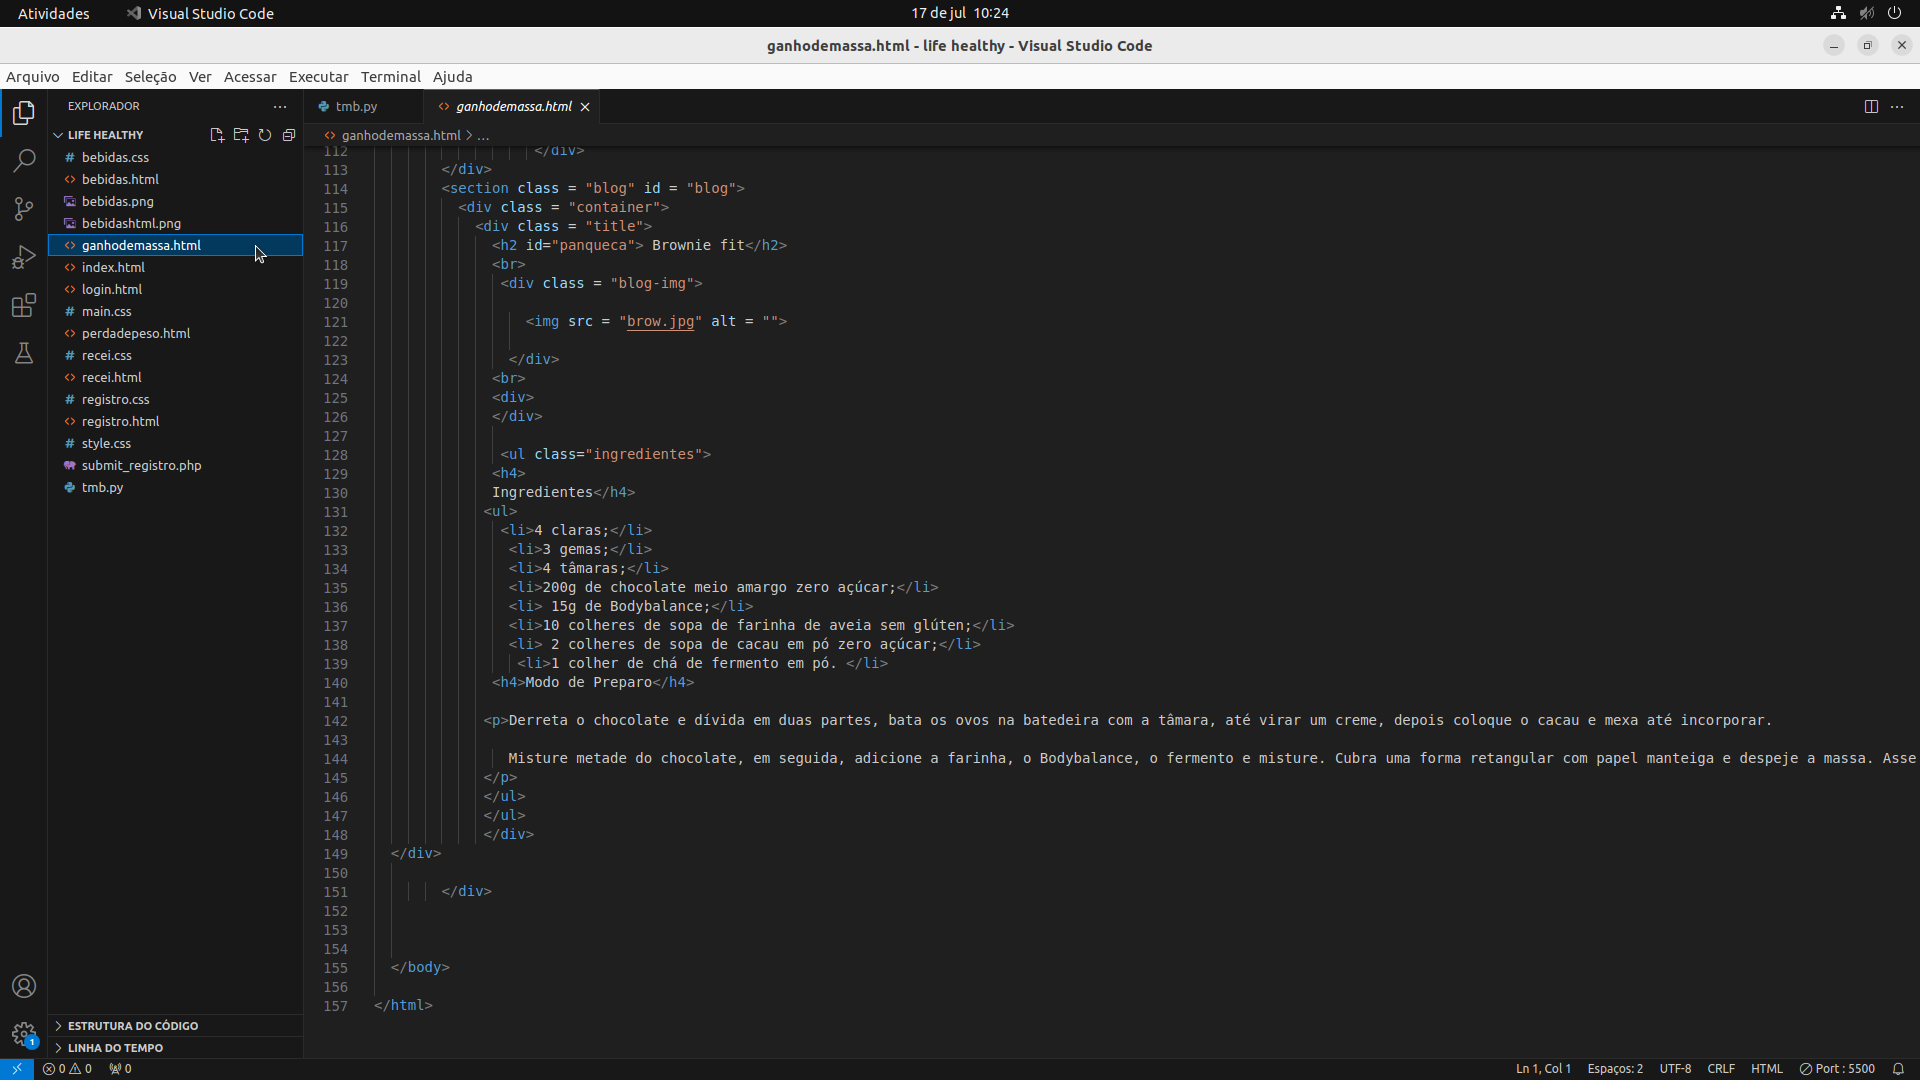 Atividades
Visual Studio Code
17 de jul 10:24
ganhodemassa.html - life healthy - Visual Studio Code
Arquivo Editar Seleção Ver Acessar Executar Terminal Ajuda
EXPLORADOR
LIFE HEALTHY
bebidas.css
bebidas.html
bebidas.png
bebidashtml.png
ganhodemassa.html
index.html
login.html
main.css
perdadepeso.html
recei.css
recei.html
registro.css
registro.html
style.css
submit_registro.php
tmb.py
ESTRUTURA DO CÓDIGO
LINHA DO TEMPO
tmb.py
ganhodemassa.html
ganhodemassa.html > ...
112 </div>
113 </div>
114 <section class = "blog" id = "blog">
115 <div class = "container">
116 <div class = "title">
117 <h2 id="panqueca"> Brownie fit</h2>
118 <br>
119 <div class = "blog-img">
120
121 <img src = "brow.jpg" alt = "">
122
123 </div>
124 <br>
125 <div>
126 </div>
127
128 <ul class="ingredientes">
129 <h4>
130 Ingredientes</h4>
131 <ul>
132 <li>4 claras;</li>
133 <li>3 gemas;</li>
134 <li>4 tâmaras;</li>
135 <li>200g de chocolate meio amargo zero açúcar;</li>
136 <li> 15g de Bodybalance;</li>
137 <li>10 colheres de sopa de farinha de aveia sem glúten;</li>
138 <li> 2 colheres de sopa de cacau em pó zero açúcar;</li>
139 <li>1 colher de chá de fermento em pó. </li>
140 <h4>Modo de Preparo</h4>
141
142 <p>Derreta o chocolate e dívida em duas partes, bata os ovos na batedeira com a tâmara, até virar um creme, depois coloque o cacau e mexa até incorporar.
143
144 Misture metade do chocolate, em seguida, adicione a farinha, o Bodybalance, o fermento e misture. Cubra uma forma retangular com papel manteiga e despeje a massa. Asse
145 </p>
146 </ul>
147 </ul>
148 </div>
149 </div>
150
151 </div>
152
153
154
155 </body>
156
157 </html>
1
0 0 0
Ln 1, Col 1 Espaços: 2 UTF-8 CRLF HTML Port : 5500